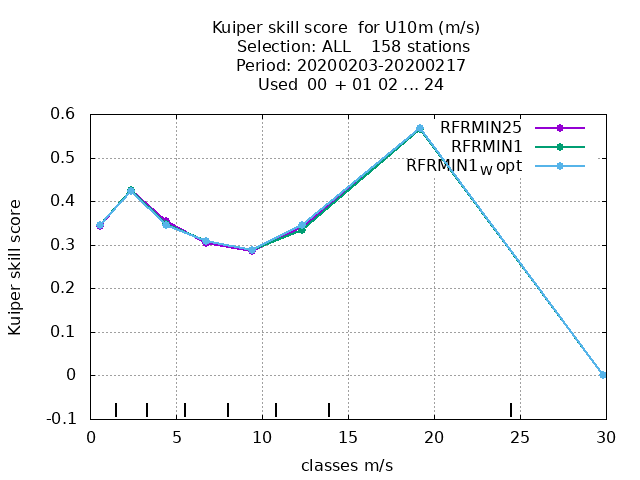 Kuiper skill score  for U10m (m/s)
Selection: ALL    158 stations
Period: 20200203-20200217
Used  00  + 01 02 ... 24
RFRMIN25
RFRMIN1
RFRMIN1W opt
Kuiper skill score
0.6
0.5
0.4
0.3
0.2
0.1
0
-0.1
0 5 10 15 20 25 30
classes m/s